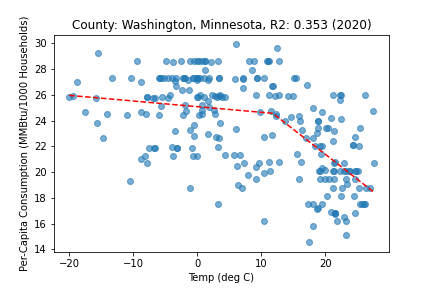 County: Washington, Minnesota, R2: 0.353 (2020)
Per-Capita Consumption (MMBtu/1000 Households)
30
28
26
24
22
20
18
16
14
−20 −10 0 10 20
Temp (deg C)